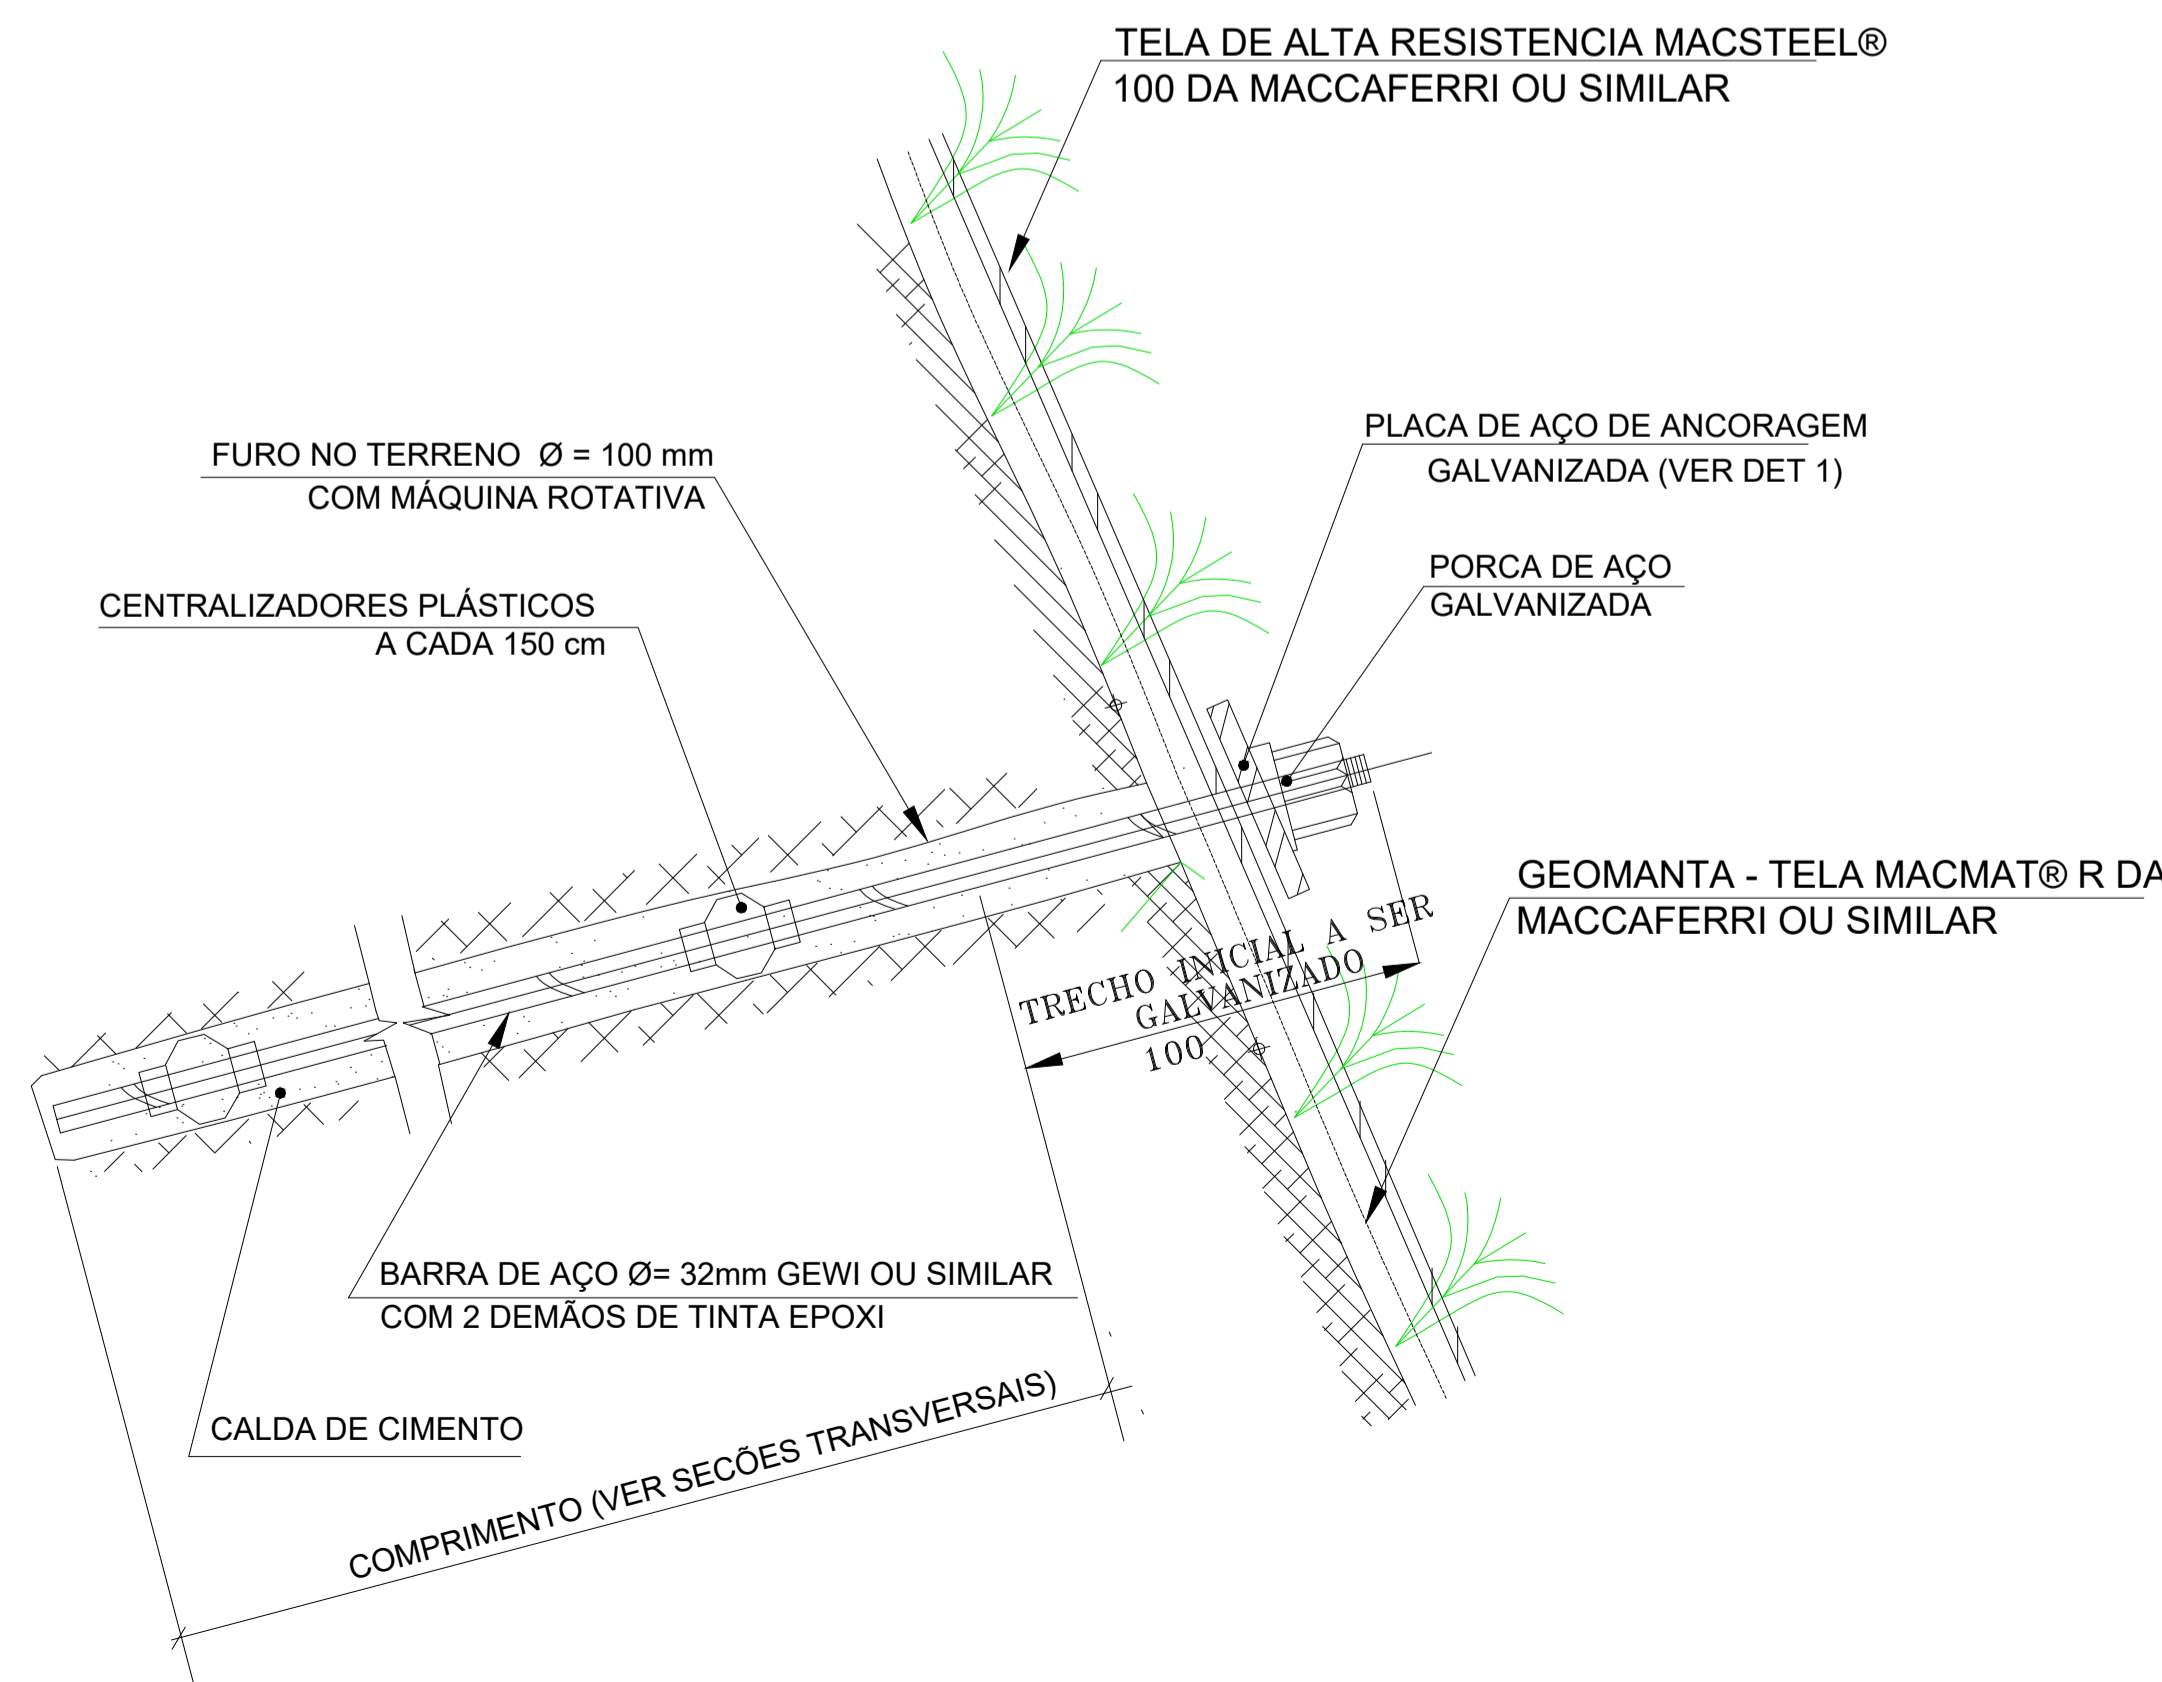 TELA DE ALTA RESISTENCIA MACSTEEL®
100 DA MACCAFERRI OU SIMILAR
PLACA DE AÇO DE ANCORAGEM
GALVANIZADA (VER DET 1)
FURO NO TERRENO Ø = 100 mm
COM MÁQUINA ROTATIVA
PORCA DE AÇO
GALVANIZADA
CENTRALIZADORES PLÁSTICOS
A CADA 150 cm
GEOMANTA - TELA MACMAT® R DA
MACCAFERRI OU SIMILAR
TRECHO INICIAL A SER
GALVANIZADO
100
BARRA DE AÇO Ø= 32mm GEWI OU SIMILAR
COM 2 DEMÃOS DE TINTA EPOXI
CALDA DE CIMENTO
COMPRIMENTO (VER SECÕES TRANSVERSAIS)